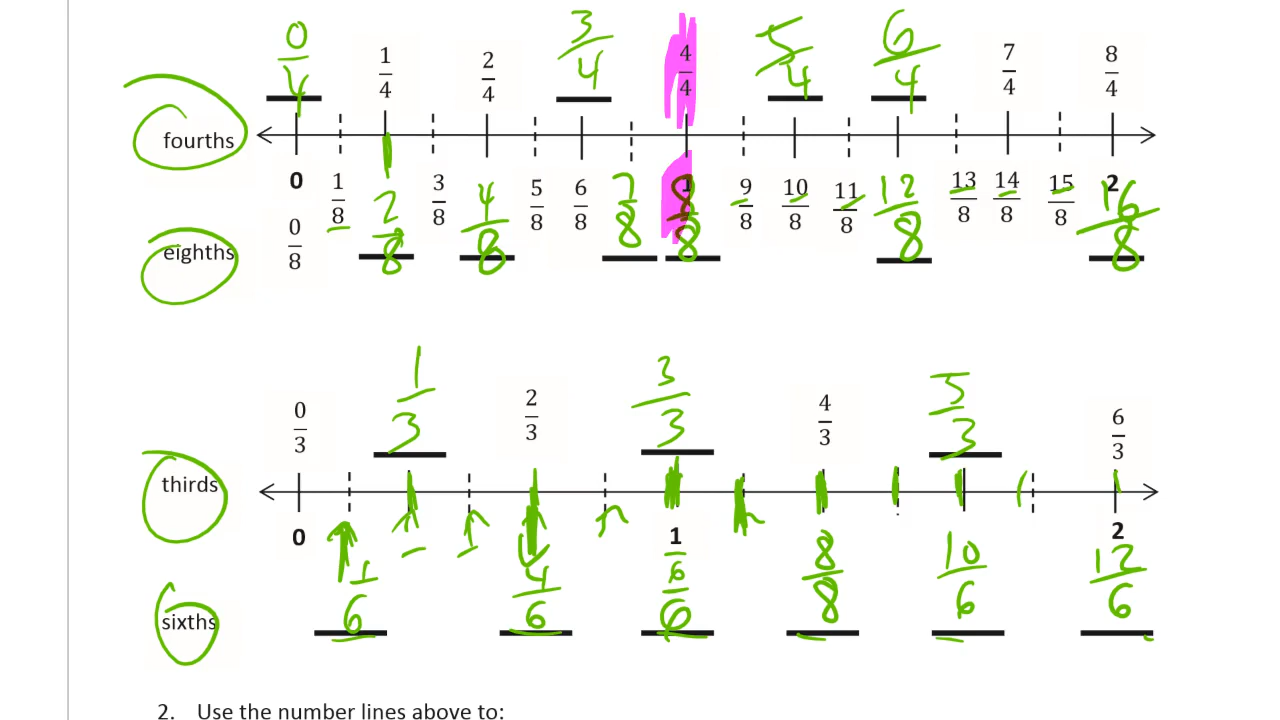 0/4 1/4 2/4 3/4 4/4 5/4 6/4 7/4 8/4
fourths
0 1 2
eighths 0/8 1/8 2/8 3/8 4/8 5/8 6/8 7/8 8/8 9/8 10/8 11/8 12/8 13/8 14/8 15/8 16/8
0/3 1/3 2/3 3/3 4/3 5/3 6/3
thirds
0 1 2
sixths 1/6 4/6 6/6 8/8 10/6 12/6
2. Use the number lines above to: